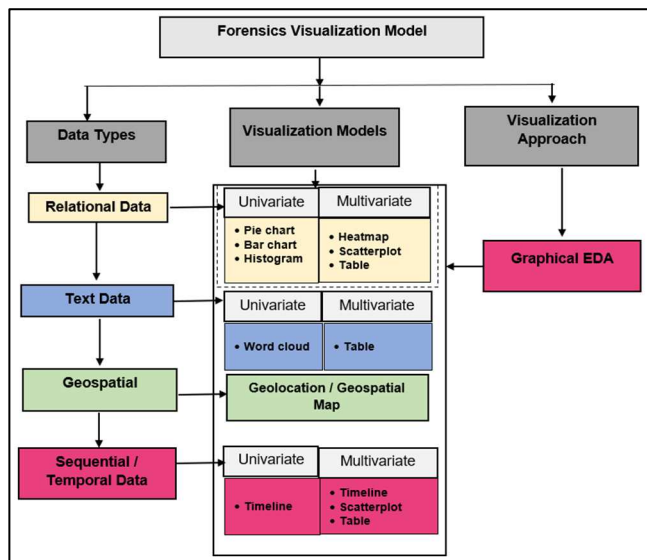 Forensics Visualization Model
Data Types
Visualization Models
Visualization
Approach
Relational Data
Univariate
Multivariate
• Pie chart
• Bar chart
• Histogram
• Heatmap
• Scatterplot
• Table
Graphical EDA
Text Data
Univariate
Multivariate
• Word cloud
• Table
Geospatial
Geolocation / Geospatial
Map
Sequential /
Temporal Data
Univariate
Multivariate
• Timeline
• Timeline
• Scatterplot
• Table